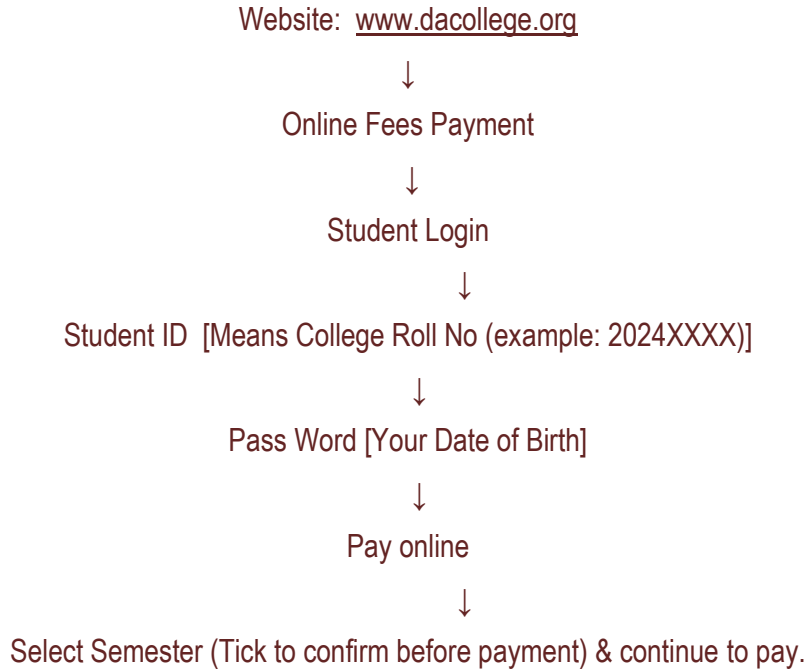 Website: www.dacollege.org
↓
Online Fees Payment
↓
Student Login
↓
Student ID [Means College Roll No (example: 2024XXXX)]
↓
Pass Word [Your Date of Birth]
↓
Pay online
↓
Select Semester (Tick to confirm before payment) & continue to pay.